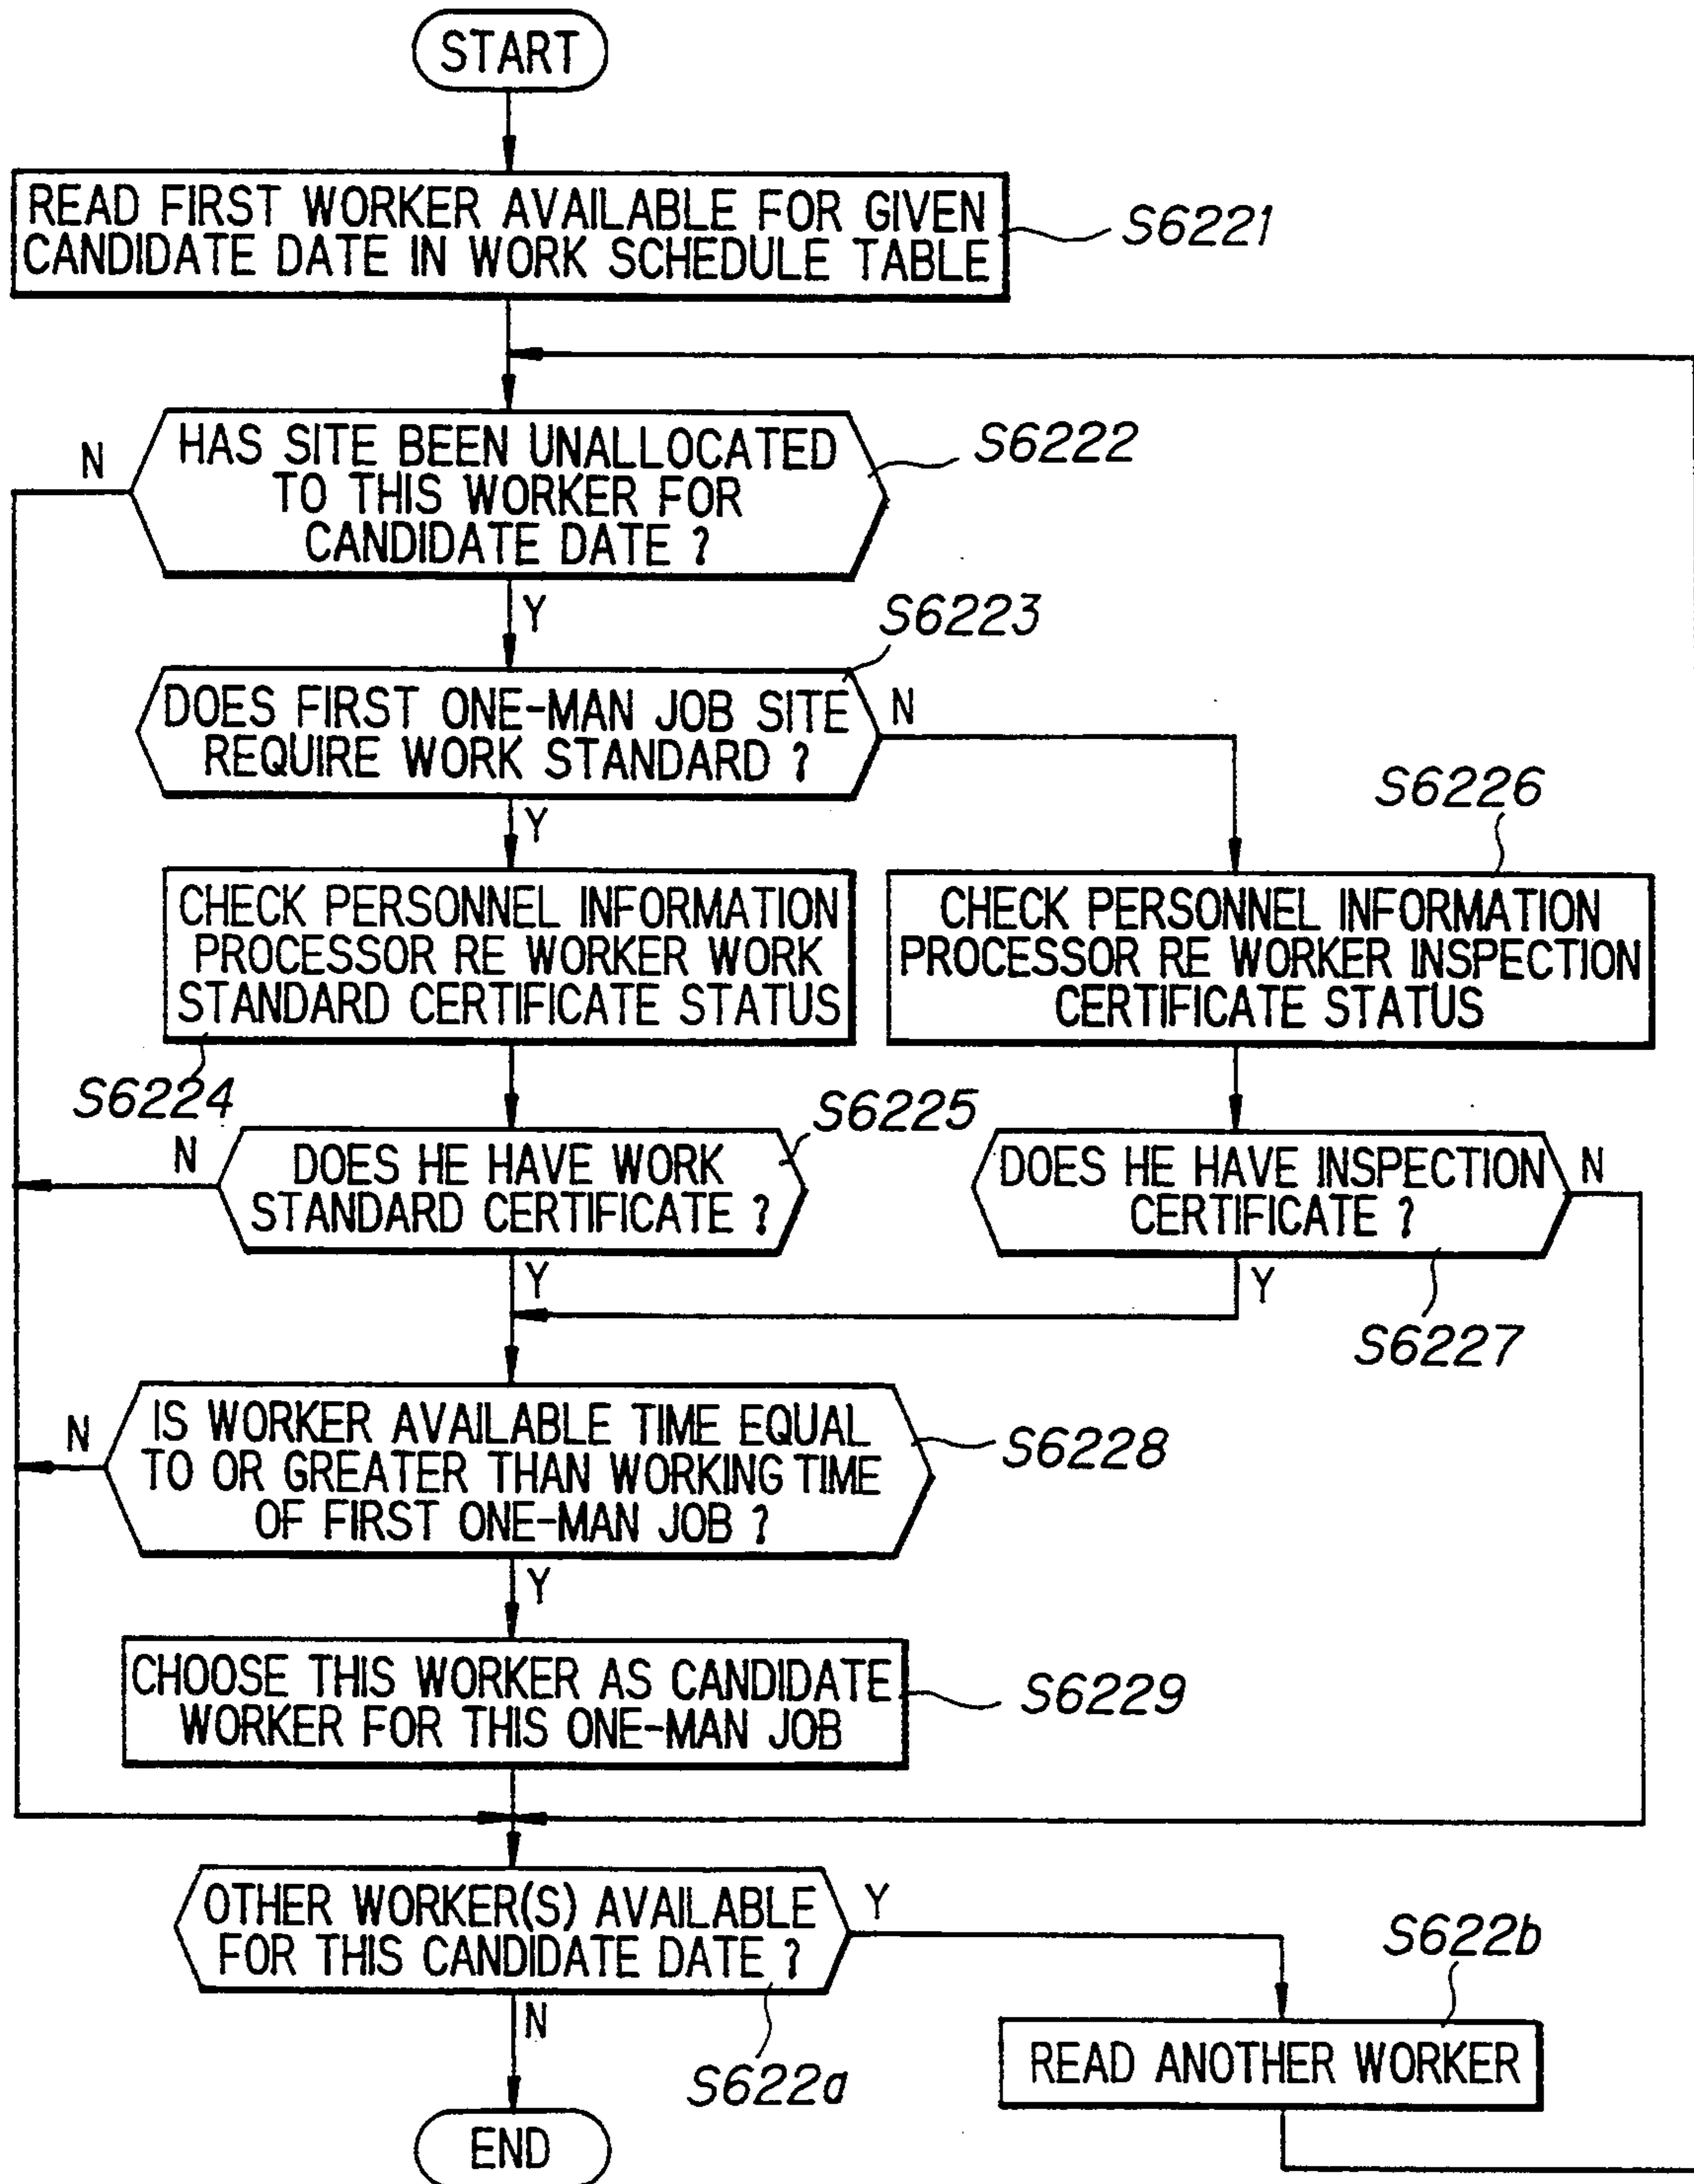 START
READ FIRST WORKER AVAILABLE FOR GIVEN
CANDIDATE DATE IN WORK SCHEDULE TABLE
S6221
N
HAS SITE BEEN UNALLOCATED
TO THIS WORKER FOR
CANDIDATE DATE ?
S6222
Y
S6223
DOES FIRST ONE-MAN JOB SITE
REQUIRE WORK STANDARD ?
N
Y
S6226
CHECK PERSONNEL INFORMATION
PROCESSOR RE WORKER WORK
STANDARD CERTIFICATE STATUS
CHECK PERSONNEL INFORMATION
PROCESSOR RE WORKER INSPECTION
CERTIFICATE STATUS
S6224
S6225
N
DOES HE HAVE WORK
STANDARD CERTIFICATE ?
DOES HE HAVE INSPECTION
CERTIFICATE ?
N
Y
Y
S6227
N
IS WORKER AVAILABLE TIME EQUAL
TO OR GREATER THAN WORKING TIME
OF FIRST ONE-MAN JOB ?
S6228
Y
CHOOSE THIS WORKER AS CANDIDATE
WORKER FOR THIS ONE-MAN JOB
S6229
OTHER WORKER(S) AVAILABLE
FOR THIS CANDIDATE DATE ?
Y
S622b
N
S622a
READ ANOTHER WORKER
END